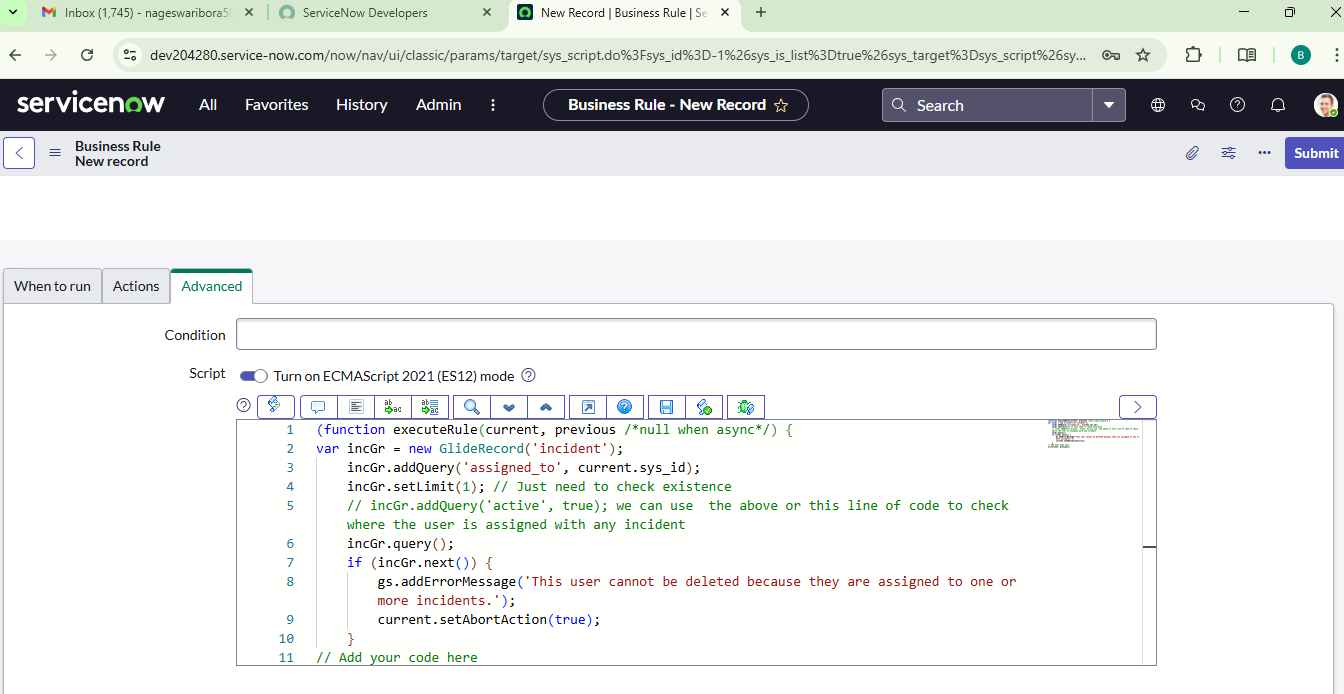 Inbox (1,745) - nageswaribora50
ServiceNow Developers
New Record | Business Rule | Se
dev204280.service-now.com/now/nav/ui/classic/params/target/sys_script.do%3Fsys_id%3D-1%26sys_is_list%3Dtrue%26sys_target%3Dsys_script%26sy...
B
servicenow
All
Favorites
History
Admin
Business Rule - New Record
Search
Business Rule
New record
Submit
When to run
Actions
Advanced
Condition
Script
Turn on ECMAScript 2021 (ES12) mode
1 (function executeRule(current, previous /*null when async*/) {
2 var incGr = new GlideRecord('incident');
3 incGr.addQuery('assigned_to', current.sys_id);
4 incGr.setLimit(1); // Just need to check existence
5 // incGr.addQuery('active', true); we can use  the above or this line of code to check
where the user is assigned with any incident
6 incGr.query();
7 if (incGr.next()) {
8 gs.addErrorMessage('This user cannot be deleted because they are assigned to one or
more incidents.');
9 current.setAbortAction(true);
10 }
11 // Add your code here